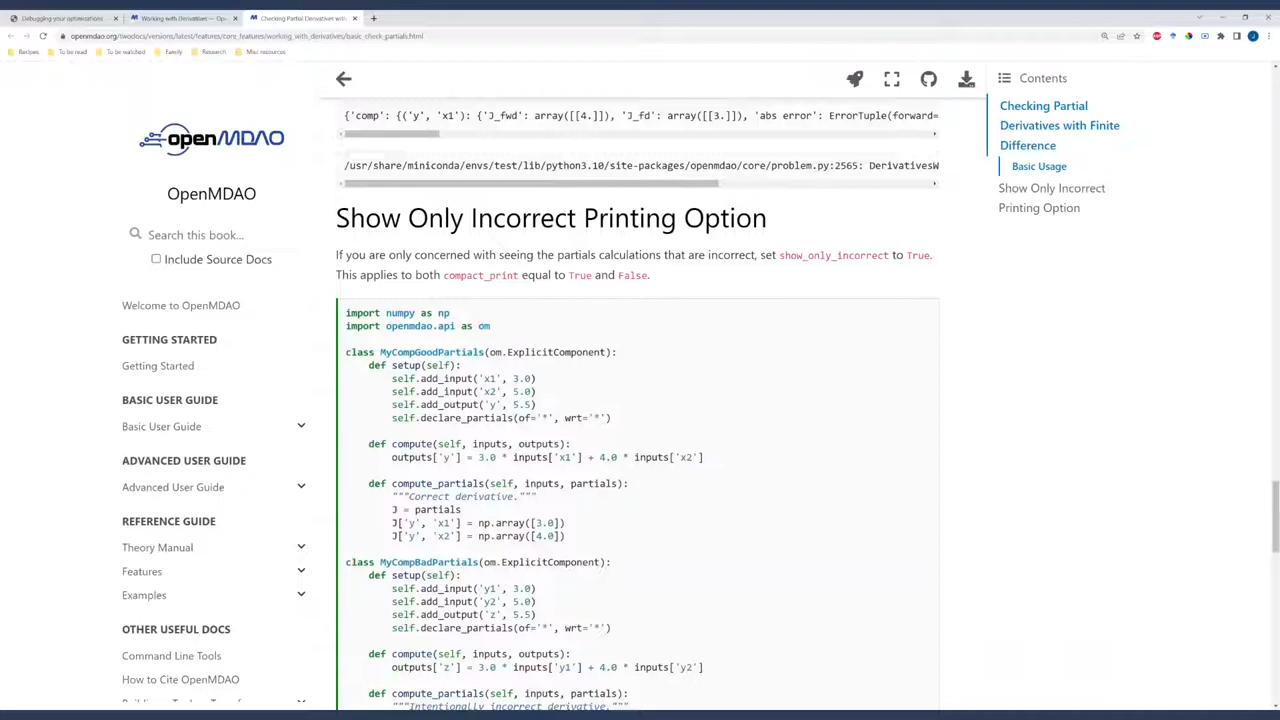 Debugging your optimisations
Working with Derivatives — Ope
Checking Partial Derivatives with
openmdao.org/twodocs/versions/latest/features/core_features/working_with_derivatives/basic_check_partials.html
Recipes
To be read
To be watched
Family
Research
Misc resources
openMDAO
OpenMDAO
Search this book...
Include Source Docs
Welcome to OpenMDAO
GETTING STARTED
Getting Started
BASIC USER GUIDE
Basic User Guide
ADVANCED USER GUIDE
Advanced User Guide
REFERENCE GUIDE
Theory Manual
Features
Examples
OTHER USEFUL DOCS
Command Line Tools
How to Cite OpenMDAO
{'comp': {('y', 'x1'): {'J_fwd': array([[4.]]), 'J_fd': array([[3.]]), 'abs error': ErrorTuple(forward=
/usr/share/miniconda/envs/test/lib/python3.10/site-packages/openmdao/core/problem.py:2565: DerivativesW
Show Only Incorrect Printing Option
If you are only concerned with seeing the partials calculations that are incorrect, set show_only_incorrect to True.
This applies to both compact_print equal to True and False.
import numpy as np
import openmdao.api as om
class MyCompGoodPartials(om.ExplicitComponent):
def setup(self):
self.add_input('x1', 3.0)
self.add_input('x2', 5.0)
self.add_output('y', 5.5)
self.declare_partials(of='*', wrt='*')
def compute(self, inputs, outputs):
outputs['y'] = 3.0 * inputs['x1'] + 4.0 * inputs['x2']
def compute_partials(self, inputs, partials):
"""Correct derivative."""
J = partials
J['y', 'x1'] = np.array([3.0])
J['y', 'x2'] = np.array([4.0])
class MyCompBadPartials(om.ExplicitComponent):
def setup(self):
self.add_input('y1', 3.0)
self.add_input('y2', 5.0)
self.add_output('z', 5.5)
self.declare_partials(of='*', wrt='*')
def compute(self, inputs, outputs):
outputs['z'] = 3.0 * inputs['y1'] + 4.0 * inputs['y2']
def compute_partials(self, inputs, partials):
"""Intentionally incorrect derivative."""
Contents
Checking Partial
Derivatives with Finite
Difference
Basic Usage
Show Only Incorrect
Printing Option